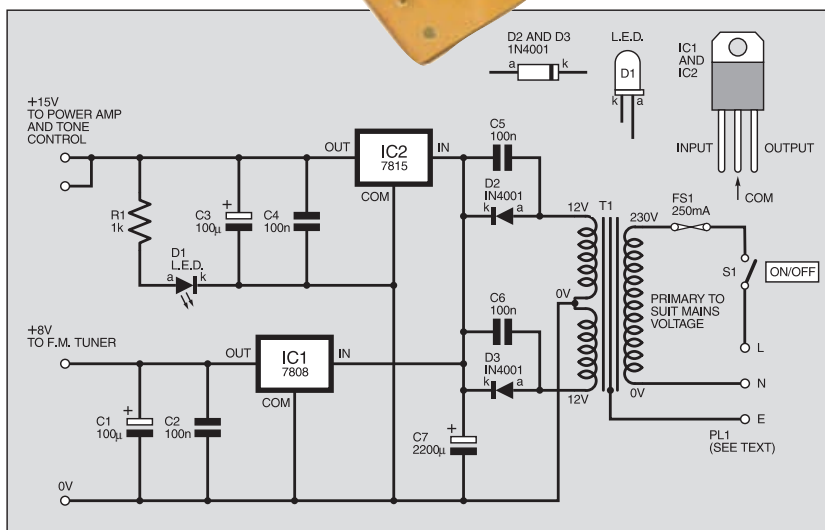 D2 AND D3
1N4001
a
k
L.E.D.
D1
k
a
IC1
AND
IC2
INPUT
OUTPUT
COM
+15V
TO POWER AMP
AND TONE
CONTROL
OUT
IC2
7815
IN
COM
C5
100n
D2
IN4001
k
a
12V
T1
230V
FS1
250mA
R1
1k
C3
100µ
+
C4
100n
D1
L.E.D.
a
k
S1
ON/OFF
0V
PRIMARY TO
SUIT MAINS
VOLTAGE
C6
100n
D3
IN4001
k
a
12V
0V
L
N
E
PL1
(SEE TEXT)
+8V
TO F.M. TUNER
OUT
IC1
7808
IN
COM
C1
100µ
+
C2
100n
C7
2200µ
+
0V